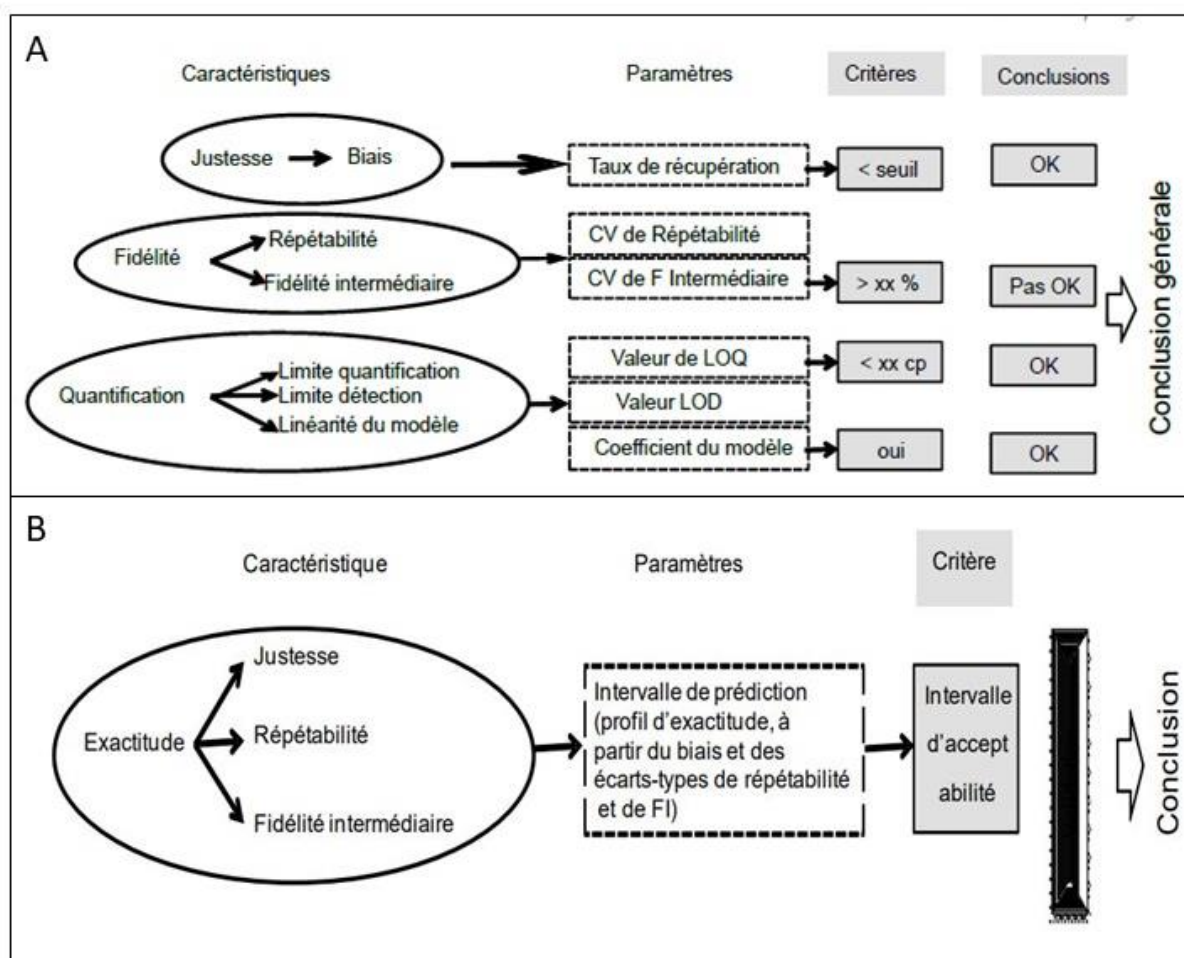 A
Caractéristiques Paramètres Critères Conclusions
Justesse Biais
Taux de récupération < seuil OK
Fidélité
Répétabilité
Fidélité intermédiaire
CV de Répétabilité
CV de F Intermédiaire > xx % Pas OK
Quantification
Limite quantification
Limite détection
Linéarité du modèle
Valeur de LOQ < xx cp OK
Valeur LOD
Coefficient du modèle oui OK
Conclusion générale
B
Caractéristique Paramètres Critère
Exactitude
Justesse
Répétabilité
Fidélité intermédiaire
Intervalle de prédiction
(profil d'exactitude, à
partir du biais et des
écarts-types de répétabilité
et de FI)
Intervalle
d'accept
abilité
Conclusion